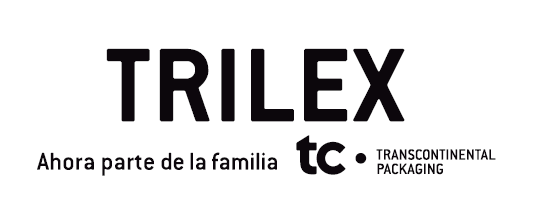 TRILEX
Ahora parte de la familia tc • TRANSCONTINENTAL
PACKAGING